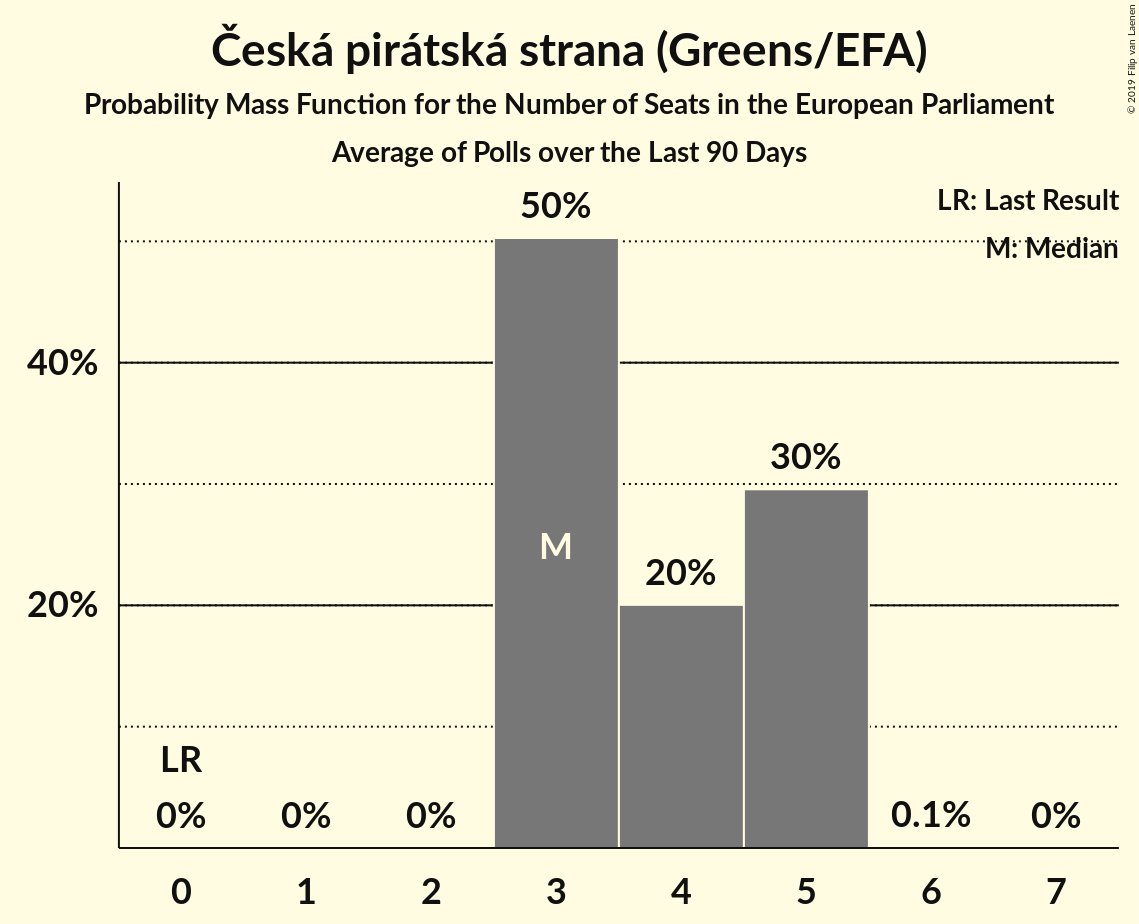 Česká pirátská strana (Greens/EFA)
Probability Mass Function for the Number of Seats in the European Parliament
Average of Polls over the Last 90 Days
© 2019 Filip van Laenen
LR: Last Result
M: Median
50%
40%
30%
M
20%
20%
LR
0%
0%
0%
0.1%
0%
0
1
2
3
4
5
6
7